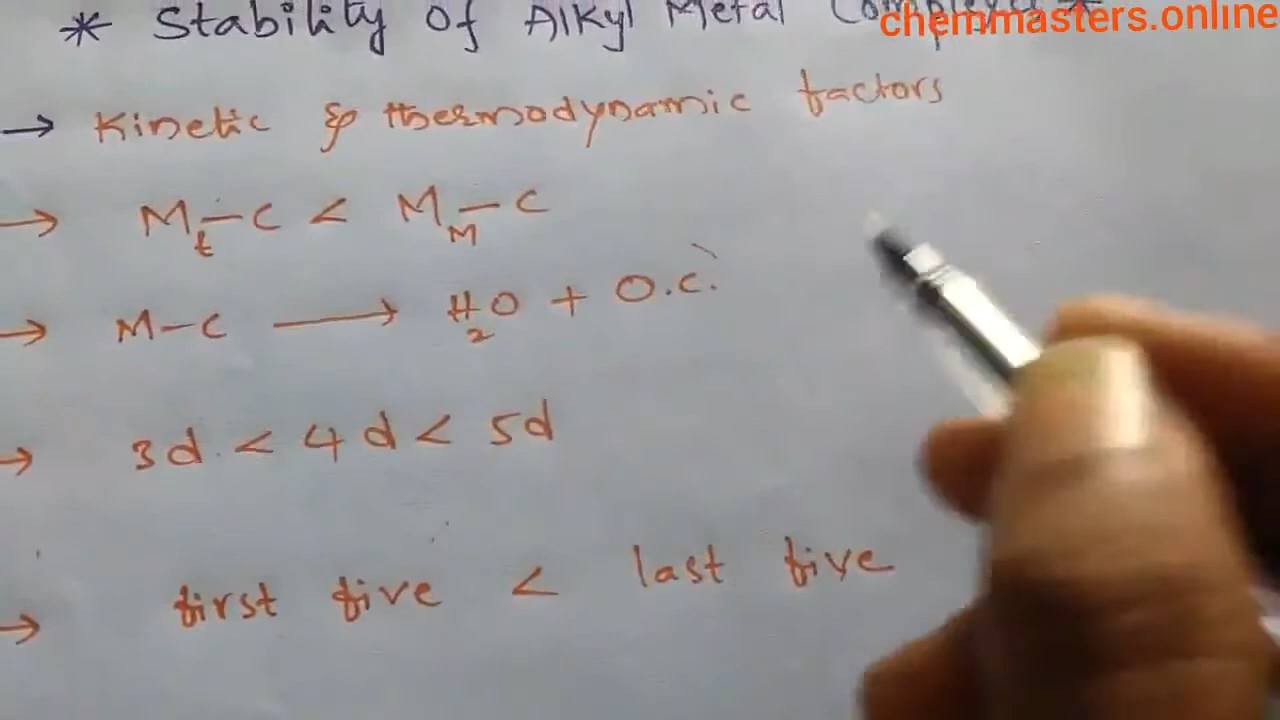 * Stability Of Alkyl Metal
chemmasters.online
→ Kinetic & thermodynamic factors
→ Mt–C < MM–C
→ M–C → H2O + O.C.
→ 3d < 4d < 5d
→ first five < last five